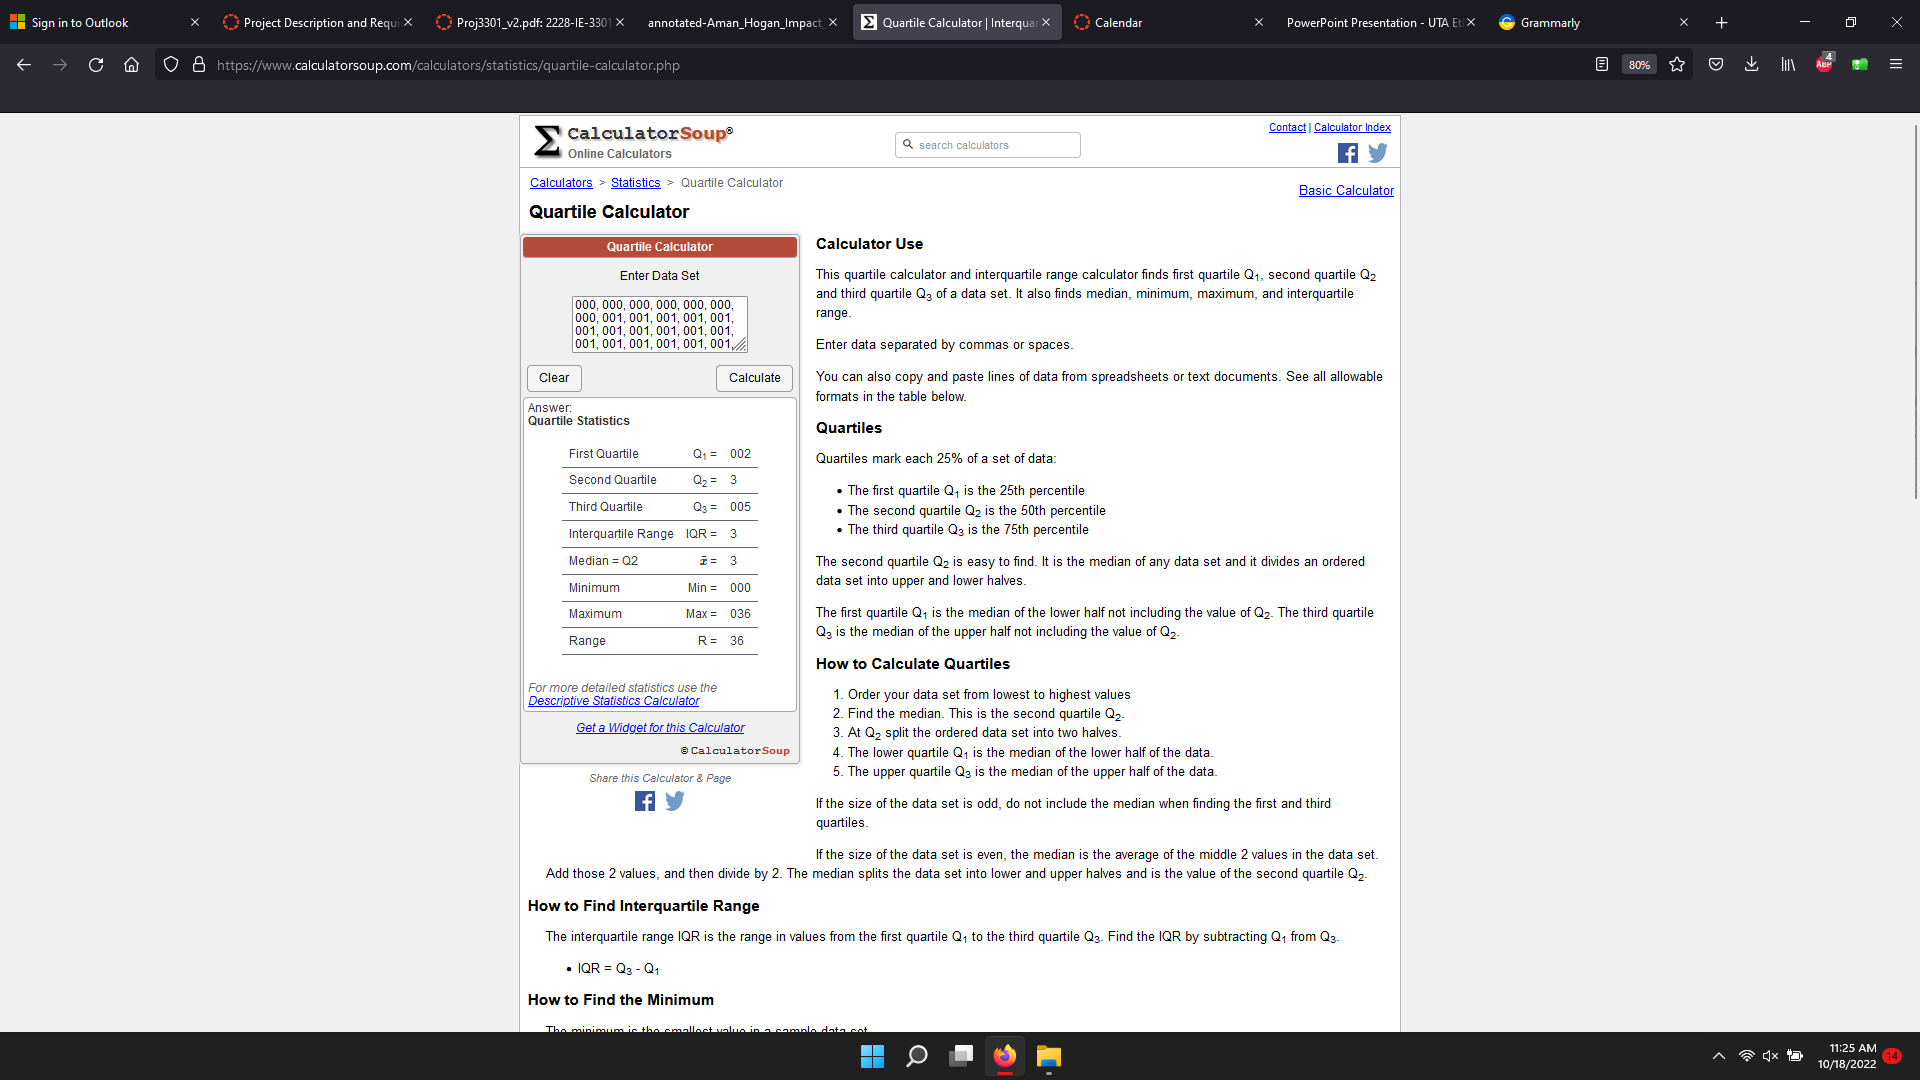 Sign in to Outlook
Project Description and Requi
Proj3301_v2.pdf: 2228-IE-3301
annotated-Aman_Hogan_Impact_
Quartile Calculator | Interquar
Calendar
PowerPoint Presentation - UTA Et
Grammarly
https://www.calculatorsoup.com/calculators/statistics/quartile-calculator.php
80%
ABP
4
CalculatorSoup®
Online Calculators
search calculators
Contact | Calculator Index
Calculators > Statistics > Quartile Calculator
Basic Calculator
Quartile Calculator
Quartile Calculator
Enter Data Set
000, 000, 000, 000, 000, 000,
000, 001, 001, 001, 001, 001,
001, 001, 001, 001, 001, 001,
001, 001, 001, 001, 001, 001,
Clear
Calculate
Answer:
Quartile Statistics
First Quartile Q1 = 002
Second Quartile Q2 = 3
Third Quartile Q3 = 005
Interquartile Range IQR = 3
Median = Q2 x̃ = 3
Minimum Min = 000
Maximum Max = 036
Range R = 36
For more detailed statistics use the
Descriptive Statistics Calculator
Get a Widget for this Calculator
© CalculatorSoup
Share this Calculator & Page
Calculator Use
This quartile calculator and interquartile range calculator finds first quartile Q1, second quartile Q2
and third quartile Q3 of a data set. It also finds median, minimum, maximum, and interquartile
range.
Enter data separated by commas or spaces.
You can also copy and paste lines of data from spreadsheets or text documents. See all allowable
formats in the table below.
Quartiles
Quartiles mark each 25% of a set of data:
• The first quartile Q1 is the 25th percentile
• The second quartile Q2 is the 50th percentile
• The third quartile Q3 is the 75th percentile
The second quartile Q2 is easy to find. It is the median of any data set and it divides an ordered
data set into upper and lower halves.
The first quartile Q1 is the median of the lower half not including the value of Q2. The third quartile
Q3 is the median of the upper half not including the value of Q2.
How to Calculate Quartiles
1. Order your data set from lowest to highest values
2. Find the median. This is the second quartile Q2.
3. At Q2 split the ordered data set into two halves.
4. The lower quartile Q1 is the median of the lower half of the data.
5. The upper quartile Q3 is the median of the upper half of the data.
If the size of the data set is odd, do not include the median when finding the first and third
quartiles.
If the size of the data set is even, the median is the average of the middle 2 values in the data set.
Add those 2 values, and then divide by 2. The median splits the data set into lower and upper halves and is the value of the second quartile Q2.
How to Find Interquartile Range
The interquartile range IQR is the range in values from the first quartile Q1 to the third quartile Q3. Find the IQR by subtracting Q1 from Q3.
• IQR = Q3 - Q1
How to Find the Minimum
The minimum is the smallest value in a sample data set.
11:25 AM
10/18/2022
14